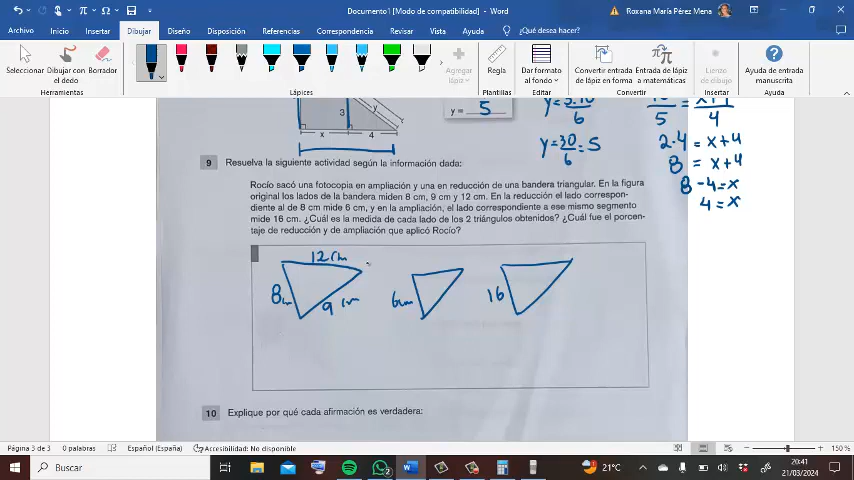 Documento1 [Modo de compatibilidad] - Word
Roxana María Pérez Mena
Archivo Inicio Insertar Dibujar Diseño Disposición Referencias Correspondencia Revisar Vista Ayuda ¿Qué desea hacer?
Seleccionar
Dibujar con el dedo
Borrador
Agregar lápiz
Regla
Dar formato al fondo
Convertir entrada de lápiz en forma
Entrada de lápiz a matemáticas
Lienzo de dibujo
Ayuda de entrada manuscrita
Herramientas Lápices Plantillas Convertir Insertar Ayuda
3 y
x 4
y = 5
6
y = 30/6 = 5
5 4
2·4 = x+4
8 = x+4
8-4=x
4=x
9 Resuelva la siguiente actividad según la información dada:
Rocío sacó una fotocopia en ampliación y una en reducción de una bandera triangular. En la figura
original los lados de la bandera miden 8 cm, 9 cm y 12 cm. En la reducción el lado correspon-
diente al de 8 cm mide 6 cm, y en la ampliación, el lado correspondiente a ese mismo segmento
mide 16 cm. ¿Cuál es la medida de cada lado de los 2 triángulos obtenidos? ¿Cuál fue el porcen-
taje de reducción y de ampliación que aplicó Rocío?
12 cm
8cm 9 cm
6cm
16
10 Explique por qué cada afirmación es verdadera:
Página 3 de 3 0 palabras Español (España) Accesibilidad: No disponible 150 %
Buscar
2
21°C
20:41
21/03/2024